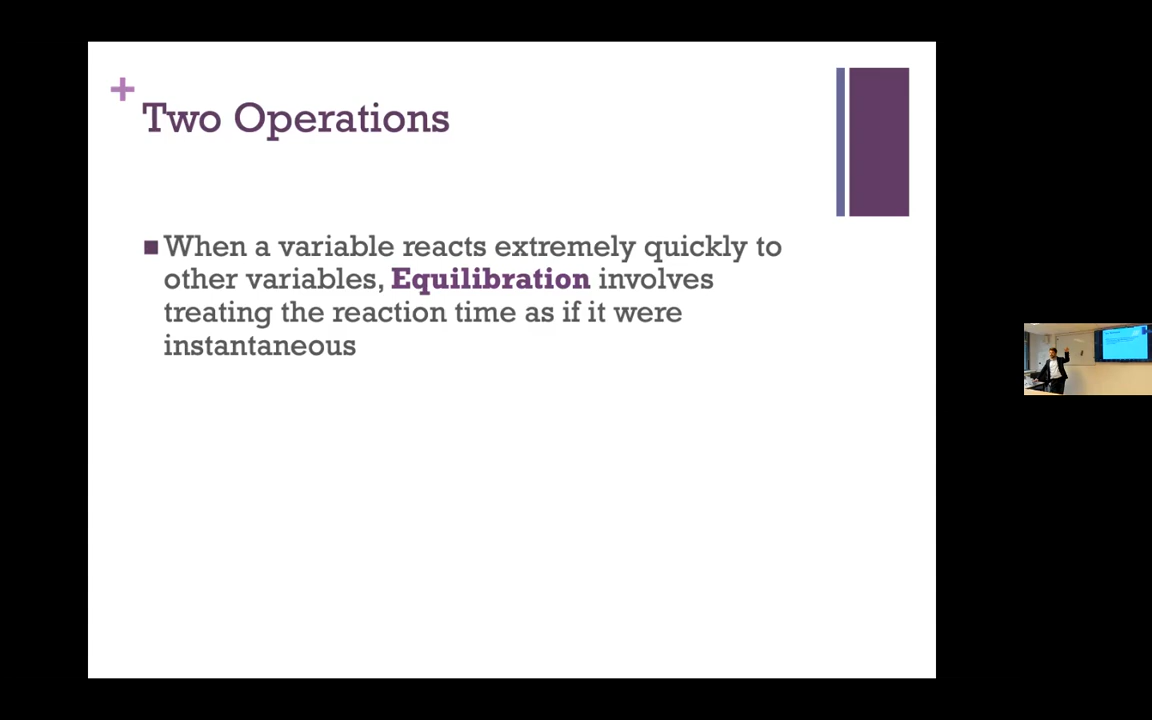 +
Two Operations
When a variable reacts extremely quickly to
other variables, Equilibration involves
treating the reaction time as if it were
instantaneous